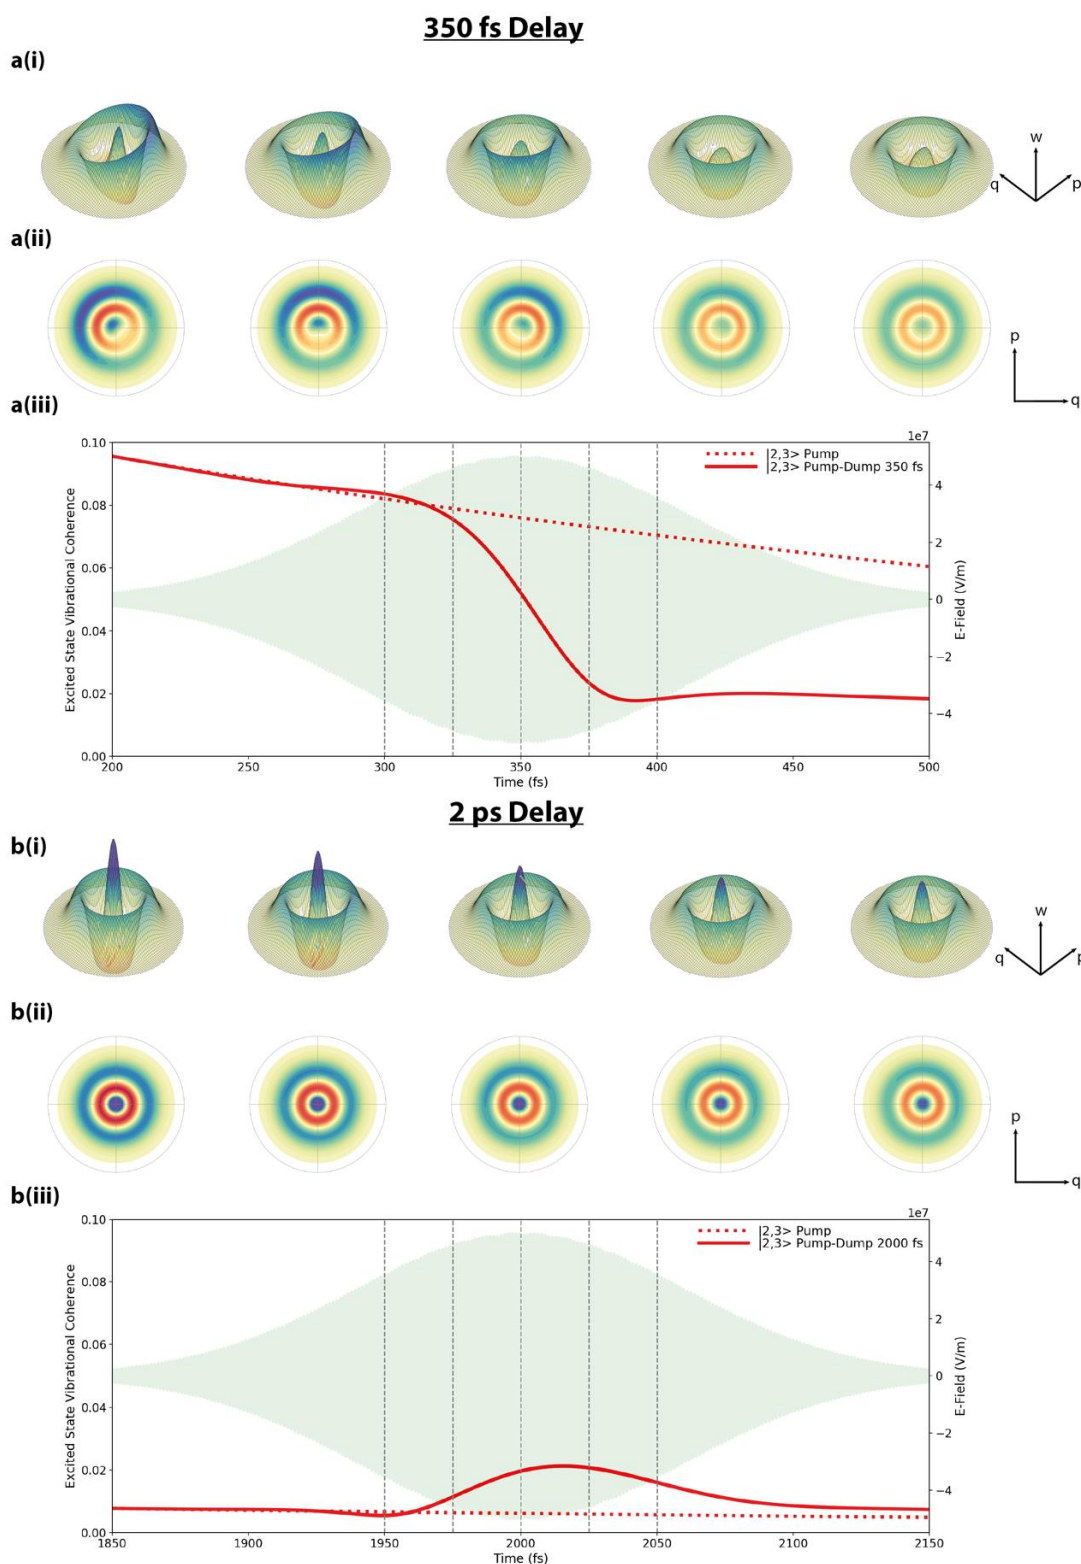 350 fs Delay
a(i)
w
q
p
a(ii)
p
q
a(iii)
1e7
0.10
0.08
0.06
0.04
0.02
0.00
Excited State Vibrational Coherence
|2,3> Pump
|2,3> Pump-Dump 350 fs
4
2
0
−2
−4
E-Field (V/m)
200
250
300
350
400
450
500
Time (fs)
2 ps Delay
b(i)
w
q
p
b(ii)
p
q
b(iii)
1e7
0.10
0.08
0.06
0.04
0.02
0.00
Excited State Vibrational Coherence
|2,3> Pump
|2,3> Pump-Dump 2000 fs
4
2
0
−2
−4
E-Field (V/m)
1850
1900
1950
2000
2050
2100
2150
Time (fs)